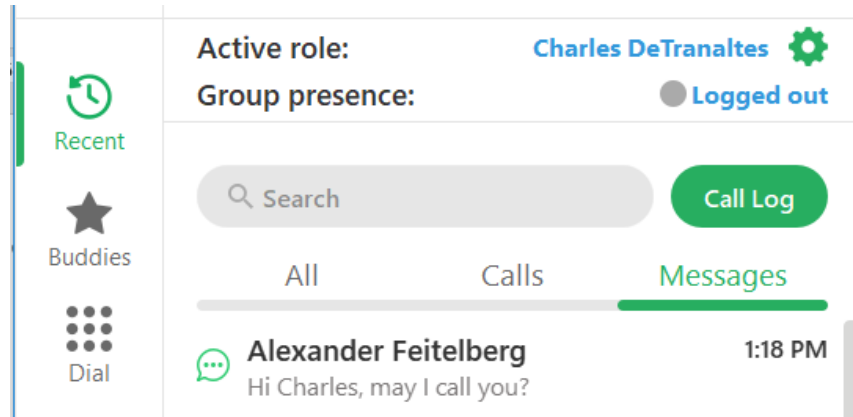 Active role: Charles DeTranaltes
Group presence: Logged out
Recent
Search Call Log
Buddies
All Calls Messages
Dial
Alexander Feitelberg 1:18 PM
Hi Charles, may I call you?